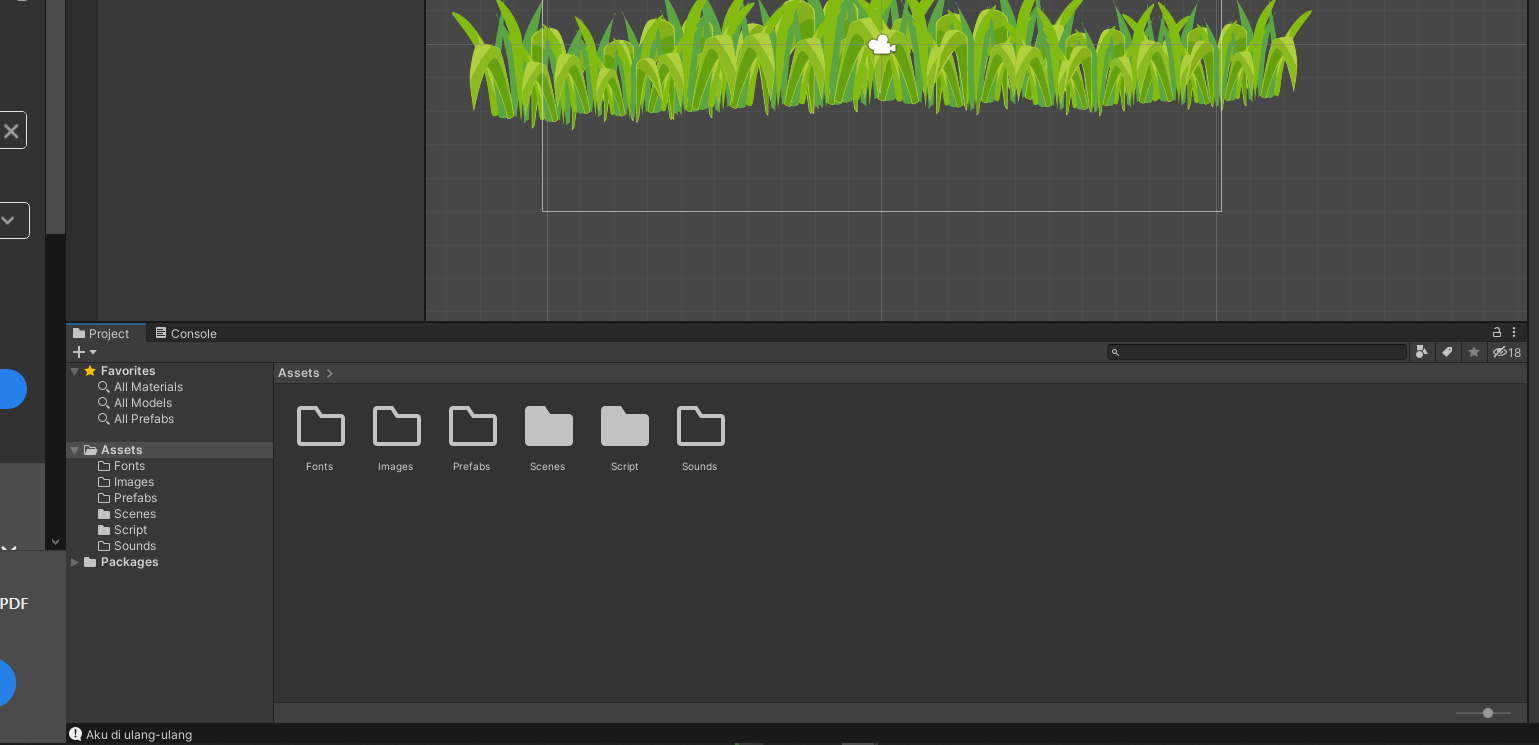 Project
Console
18
Favorites
All Materials
All Models
All Prefabs
Assets
Fonts
Images
Prefabs
Scenes
Script
Sounds
Packages
Assets
Fonts
Images
Prefabs
Scenes
Script
Sounds
PDF
Aku di ulang-ulang